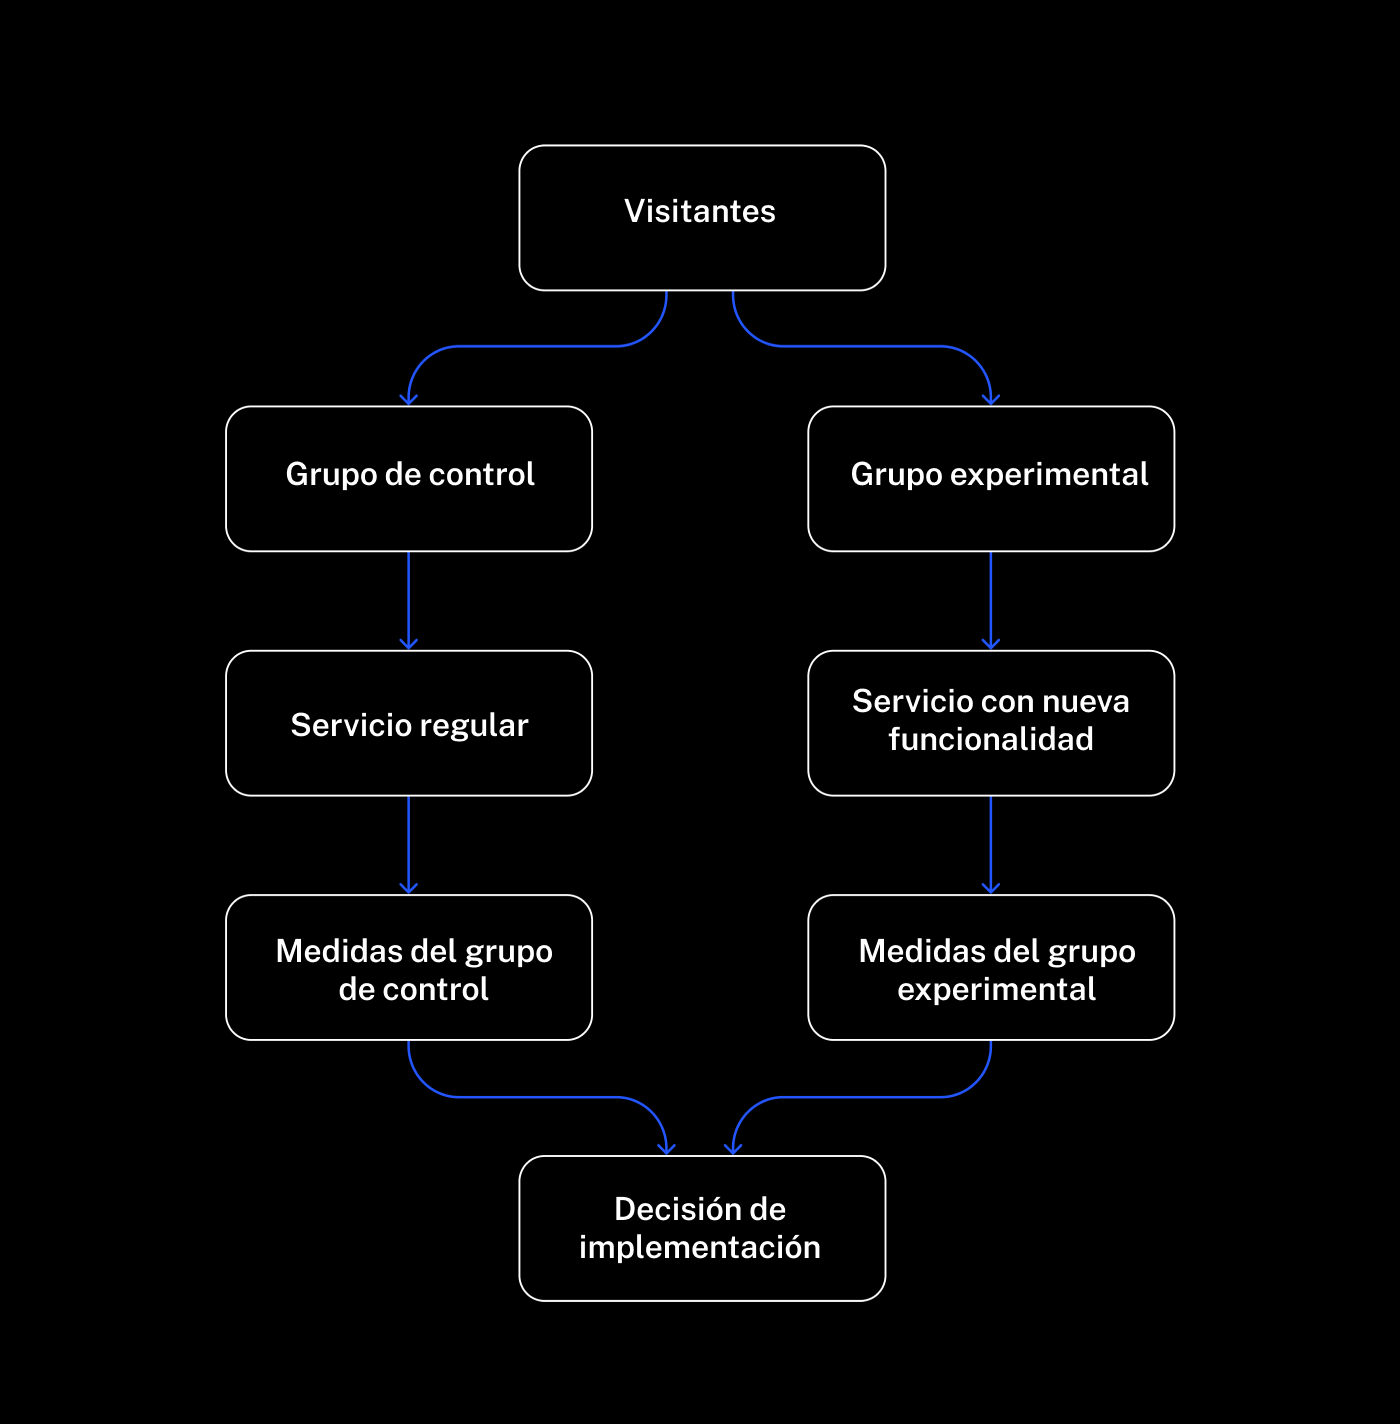 Visitantes
Grupo de control
Grupo experimental
Servicio regular
Servicio con nueva
funcionalidad
Medidas del grupo
de control
Medidas del grupo
experimental
Decisión de
implementación